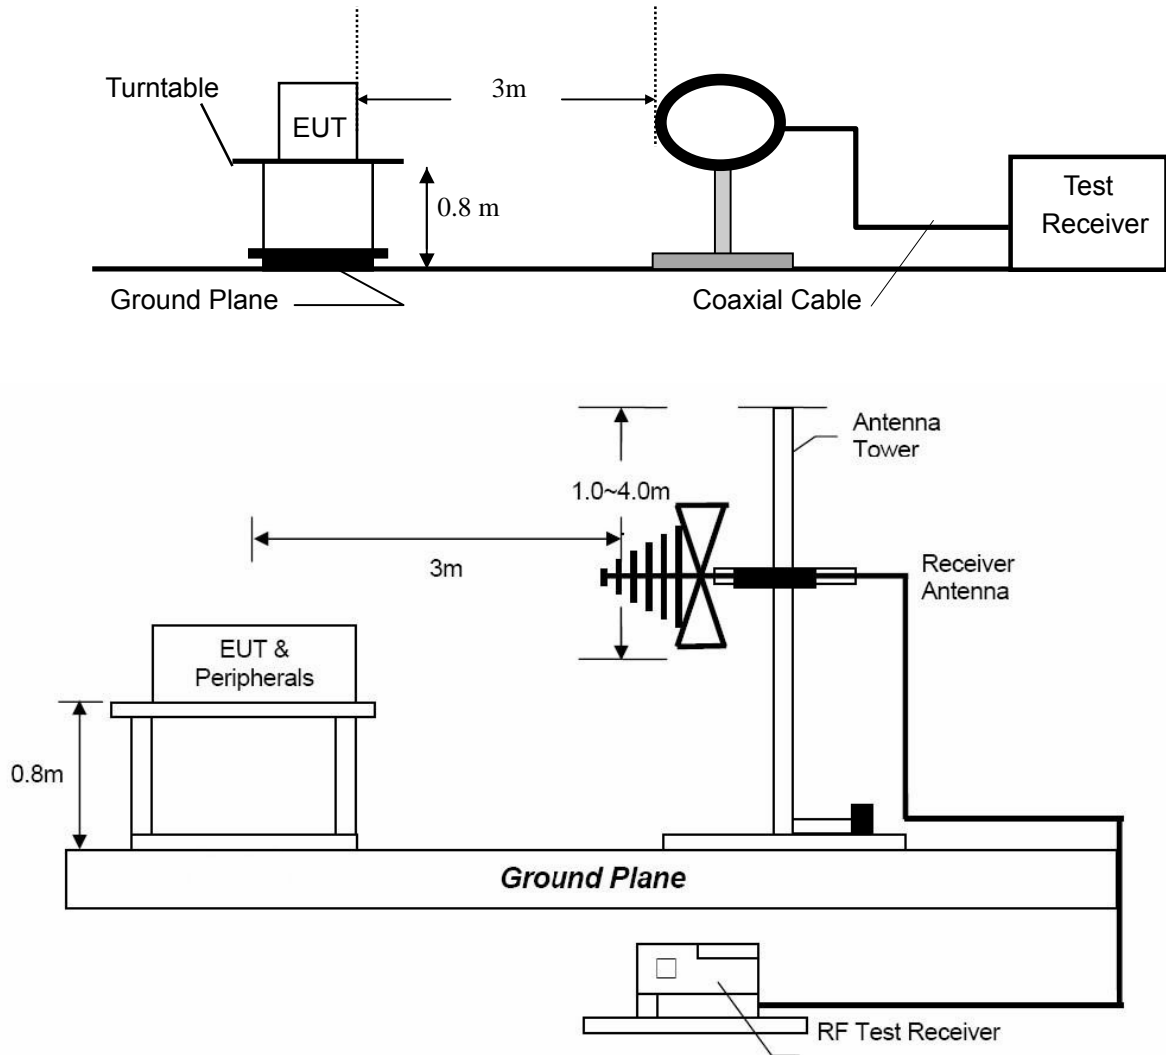 Turntable
3m
EUT
0.8 m
Test
Receiver
Ground Plane
Coaxial Cable
Antenna
Tower
1.0~4.0m
3m
Receiver
Antenna
EUT &
Peripherals
0.8m
Ground Plane
RF Test Receiver